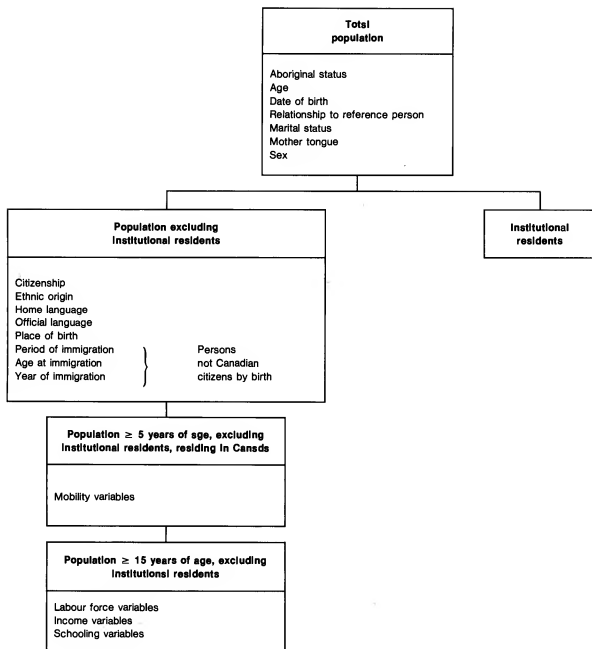 Totsl
population
Aboriginal status
Age
Date of birth
Relationship to reference person
Marital status
Mother tongue
Sex
Population excluding
institutional residents
Institutional
residents
Citizenship
Ethnic origin
Home language
Official language
Place of birth
Period of immigration
Age at immigration
Year of immigration
Persons
not Canadian
citizens by birth
Population ≥ 5 years of age, excluding
institutional residents, residing in Cansds
Mobility variables
Population ≥ 15 years of age, excluding
institutionsl residents
Labour force variables
Income variables
Schooling variables